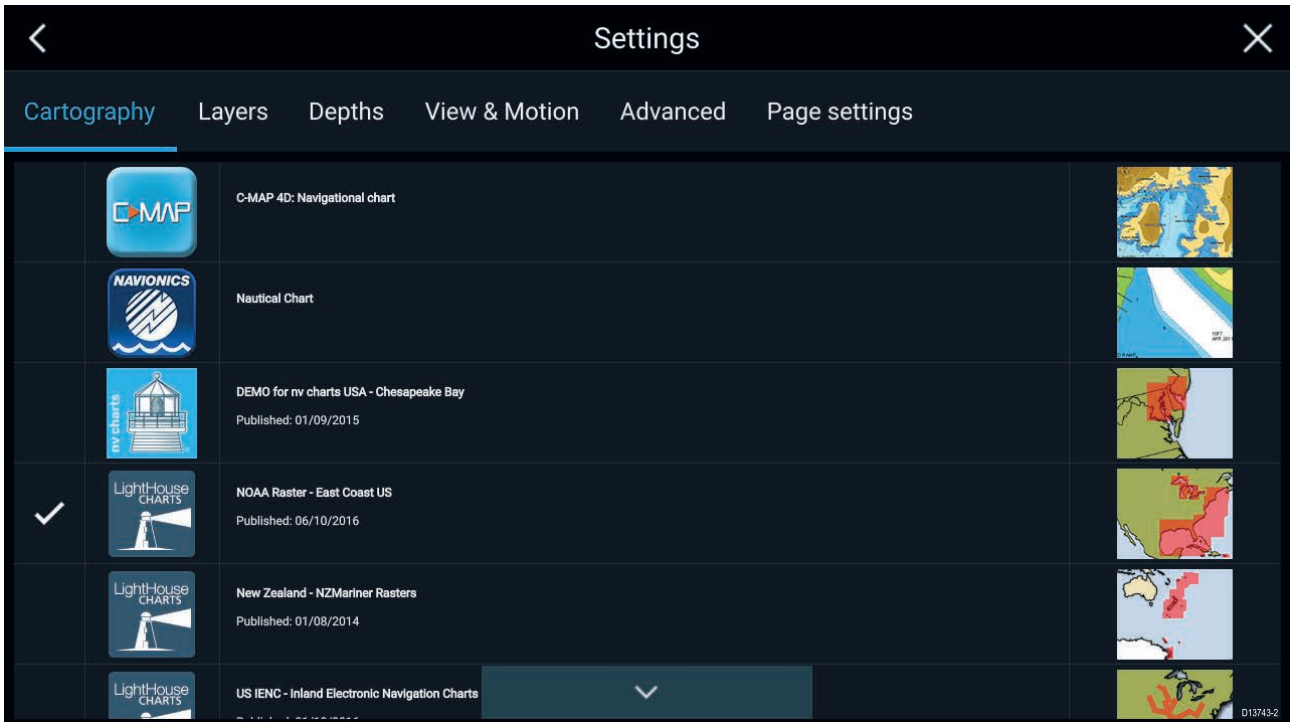 Settings
Cartography Layers Depths View & Motion Advanced Page settings
C-MAP
C-MAP 4D: Navigational chart
NAVIONICS
Nautical Chart
nv charts
DEMO for nv charts USA - Chesapeake Bay
Published: 01/09/2015
LightHouse
CHARTS
NOAA Raster - East Coast US
Published: 06/10/2016
LightHouse
CHARTS
New Zealand - NZMariner Rasters
Published: 01/08/2014
LightHouse
CHARTS
US IENC - Inland Electronic Navigation Charts
D13743-2